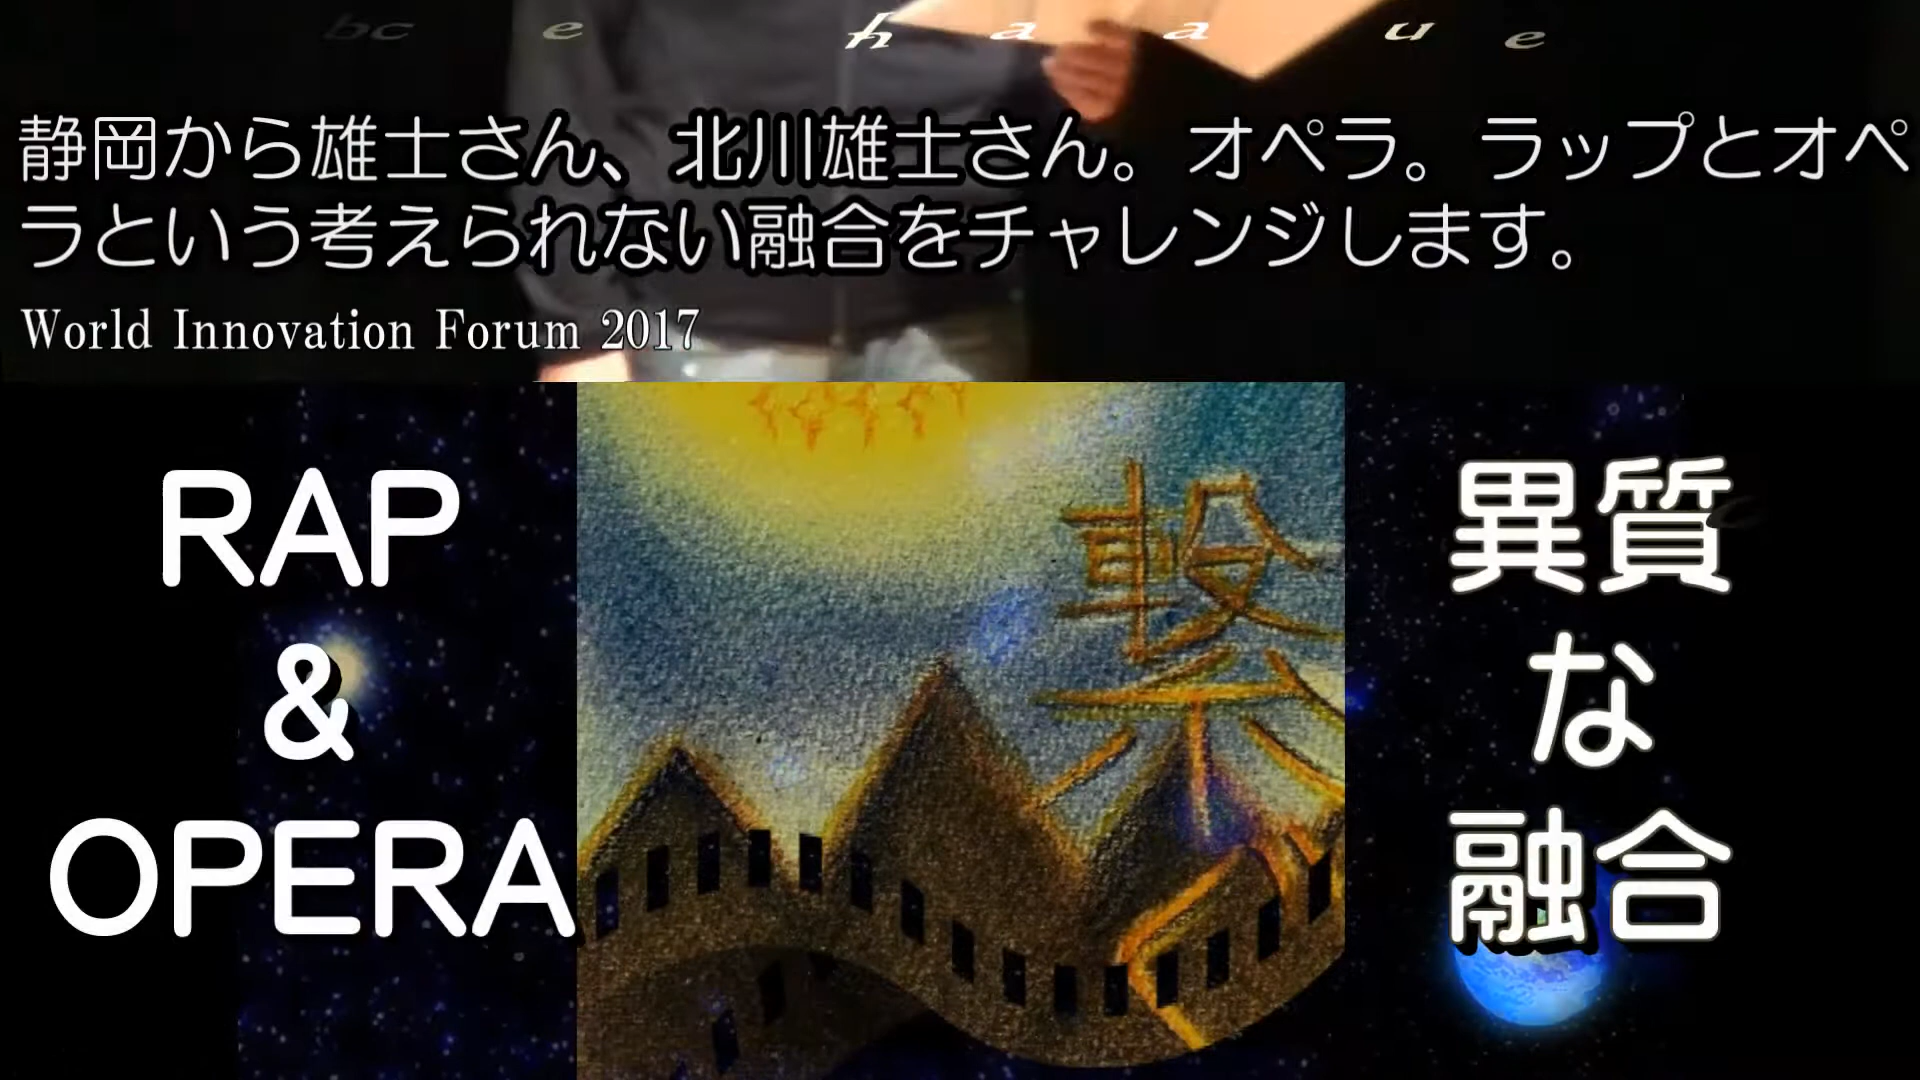 静岡から雄士さん、北川雄士さん。オペラ。ラップとオペ
ラという考えられない融合をチャレンジします。
World Innovation Forum 2017
RAP
&
OPERA
繋
異質
な
融合